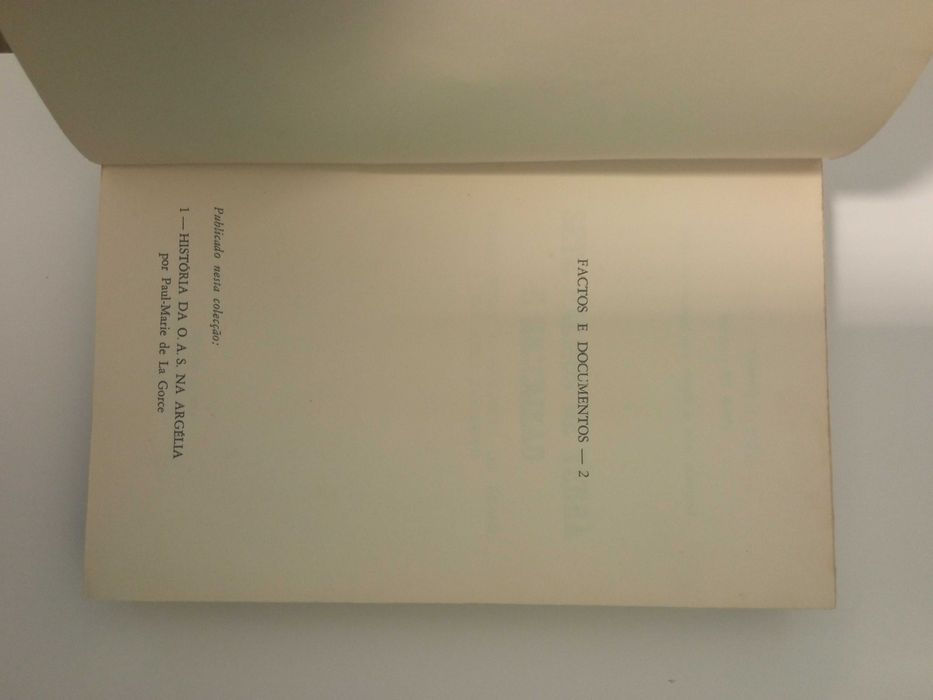 FACTOS E DOCUMENTOS — 2
Publicado nesta colecção:
1 — HISTÓRIA DA O. A. S. NA ARGÉLIA
por Paul-Marie de La Gorce